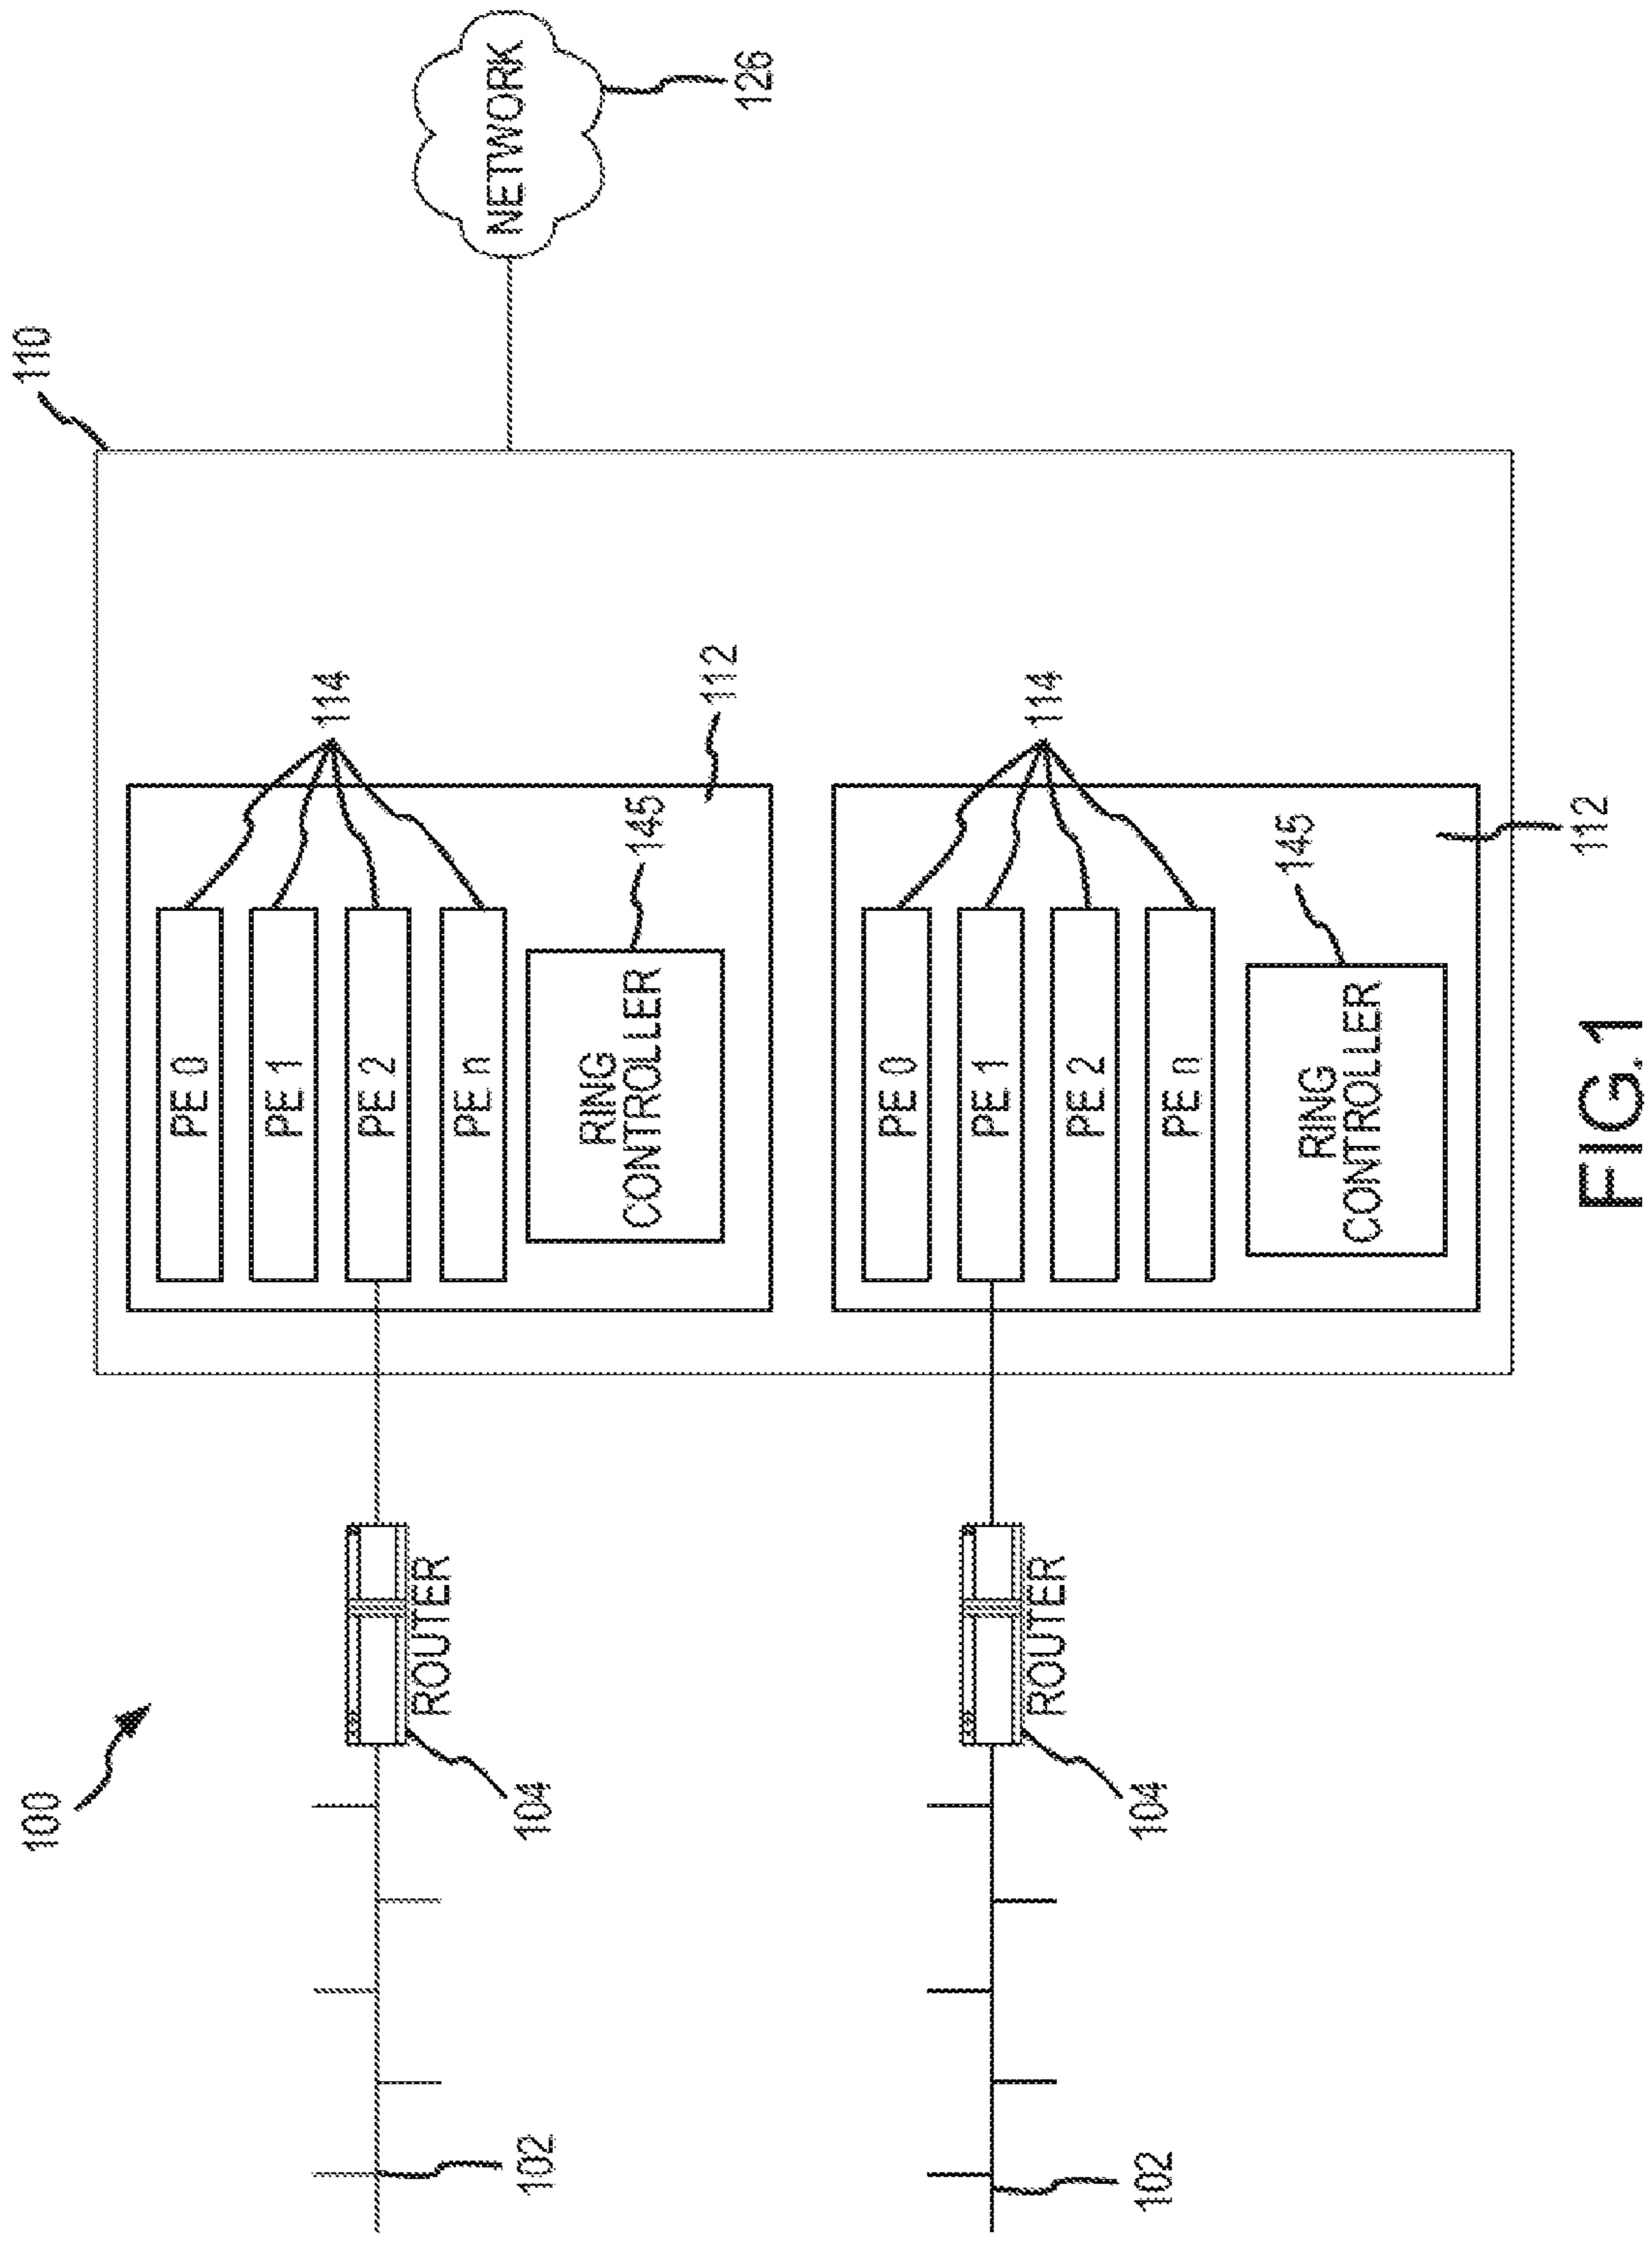 100
110
NETWORK
126
114
PE 0
PE 1
PE 2
PE n
RING
CONTROLLER
145
112
ROUTER
104
102
114
PE 0
PE 1
PE 2
PE n
RING
CONTROLLER
145
112
ROUTER
104
102
FIG. 1